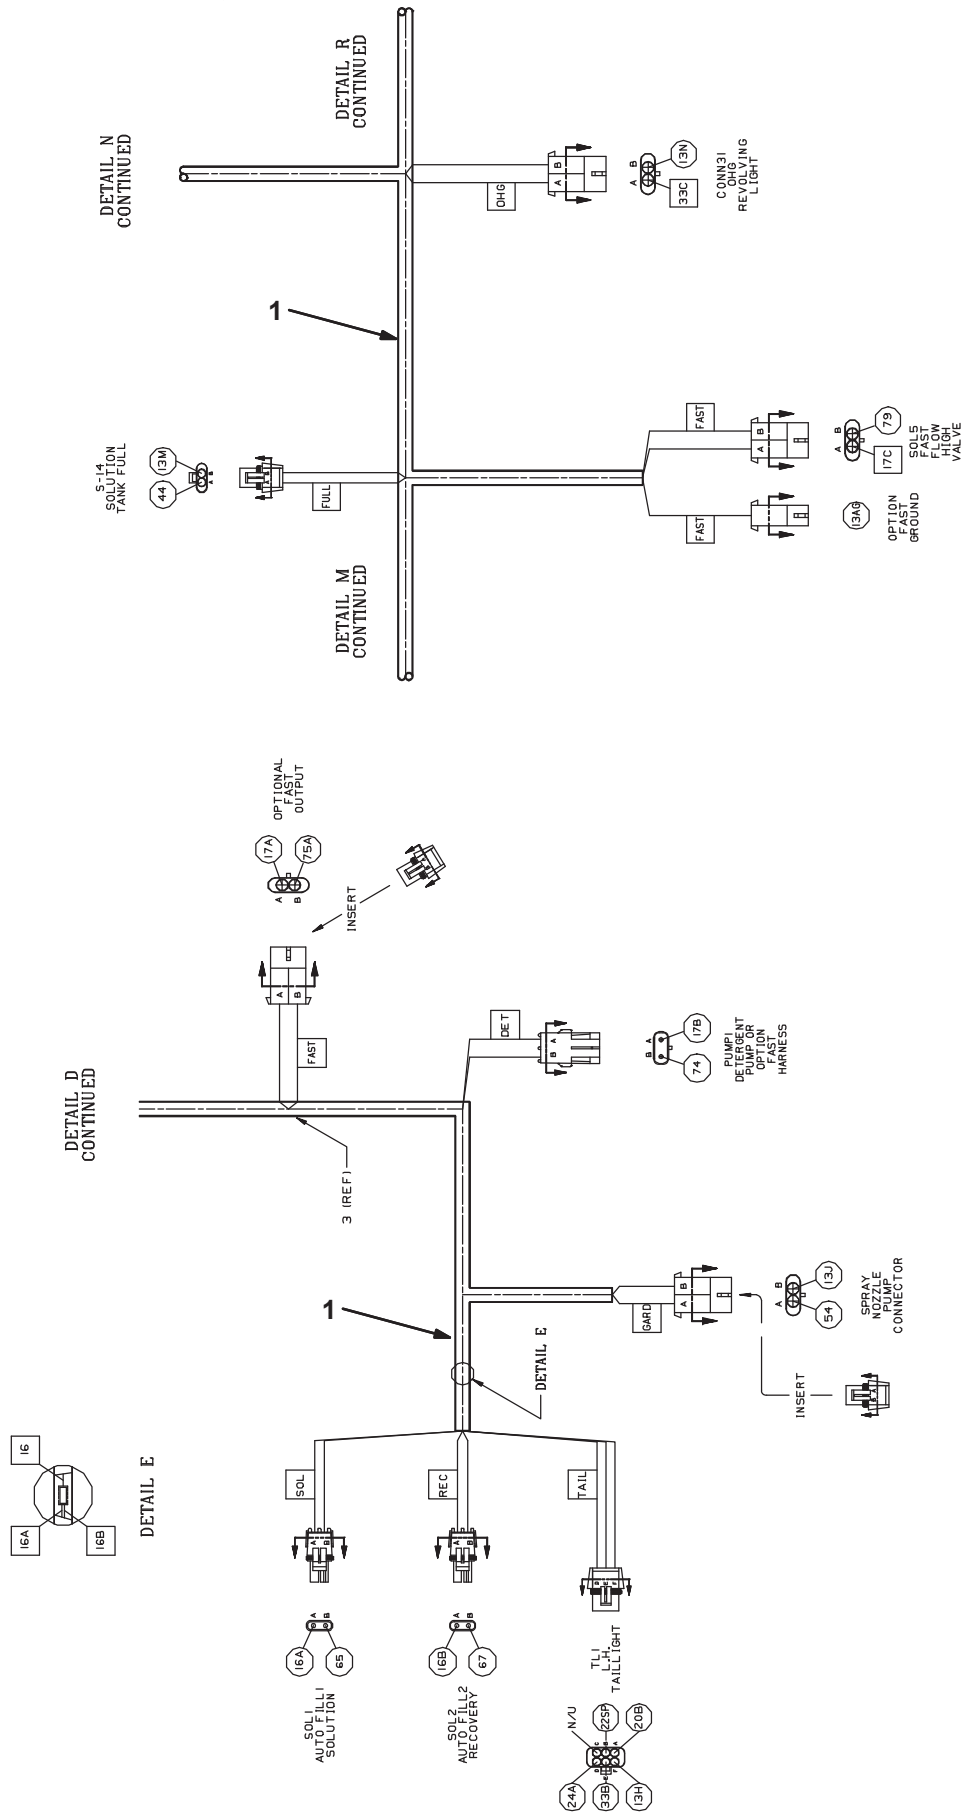 DETAIL N
CONTINUED
DETAIL R
CONTINUED
1
S-14
SOLUTION
TANK FULL
44
13M
A
B
FULL
DETAIL M
CONTINUED
OHG
A
B
A
B
33C
13N
CONN31
OHG
REVOLVING
LIGHT
FAST
FAST
A
B
A
B
17C
79
SOL5
FAST
FLOW
HIGH
VALVE
13AG
OPTION
FAST
GROUND
DETAIL D
CONTINUED
OPTIONAL
FAST
OUTPUT
17A
75A
A
B
A
B
INSERT
FAST
3 (REF)
DET
B
A
B
A
74
17B
PUMP1
DETERGENT
PUMP OR
OPTION
FAST
HARNESS
1
DETAIL E
GARD
A
B
A
B
54
13J
SPRAY
NOZZLE
PUMP
CONNECTOR
INSERT
B
A
16A
16
16B
DETAIL E
SOL
A
B
A
B
16A
65
SOL1
AUTO FILL1
SOLUTION
REC
A
B
A
B
16B
67
SOL2
AUTO FILL2
RECOVERY
TAIL
D
E
F
TL1
L.H.
TAILLIGHT
24A
33B
13H
N/U
22SP
20B
D
E
F
C
B
A